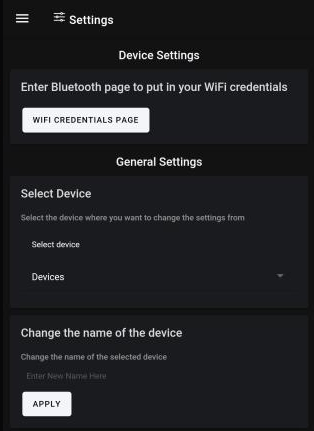 Settings
Device Settings
Enter Bluetooth page to put in your WiFi credentials
WIFI CREDENTIALS PAGE
General Settings
Select Device
Select the device where you want to change the settings from
Select device
Devices
Change the name of the device
Change the name of the selected device
Enter New Name Here
APPLY